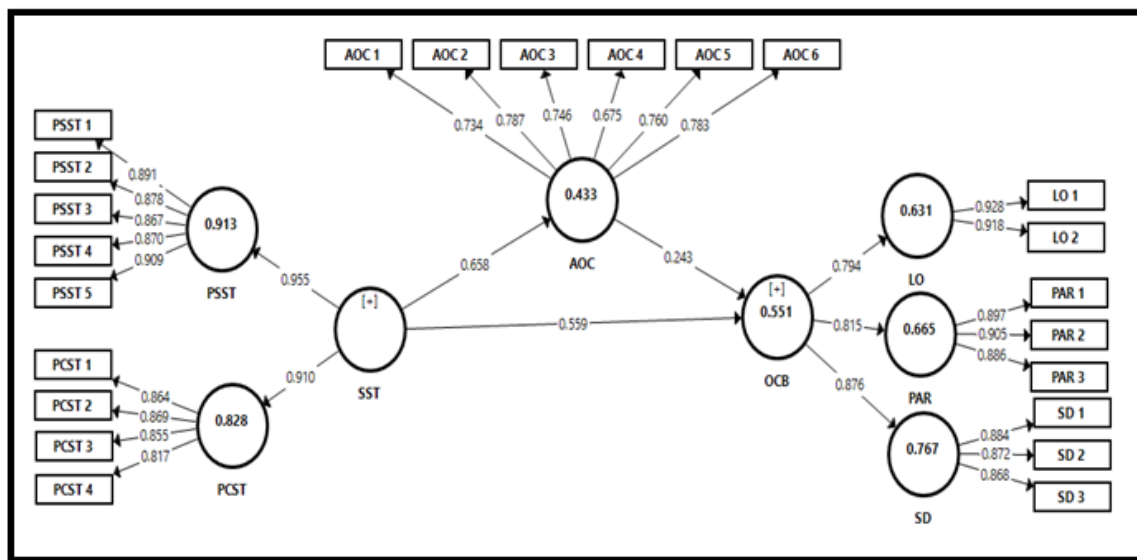 AOC 1
AOC 2
AOC 3
AOC 4
AOC 5
AOC 6
0.734
0.787
0.746
0.675
0.760
0.783
0.433
AOC
PSST 1
PSST 2
PSST 3
PSST 4
PSST 5
0.891
0.878
0.867
0.870
0.909
0.913
PSST
0.955
0.658
0.243
[+]
SST
0.559
0.910
PCST 1
PCST 2
PCST 3
PCST 4
0.864
0.869
0.855
0.817
0.828
PCST
[+]
0.551
OCB
0.794
0.815
0.876
0.631
LO
0.928
0.918
LO 1
LO 2
0.665
PAR
0.897
0.905
0.886
PAR 1
PAR 2
PAR 3
0.767
SD
0.884
0.872
0.868
SD 1
SD 2
SD 3